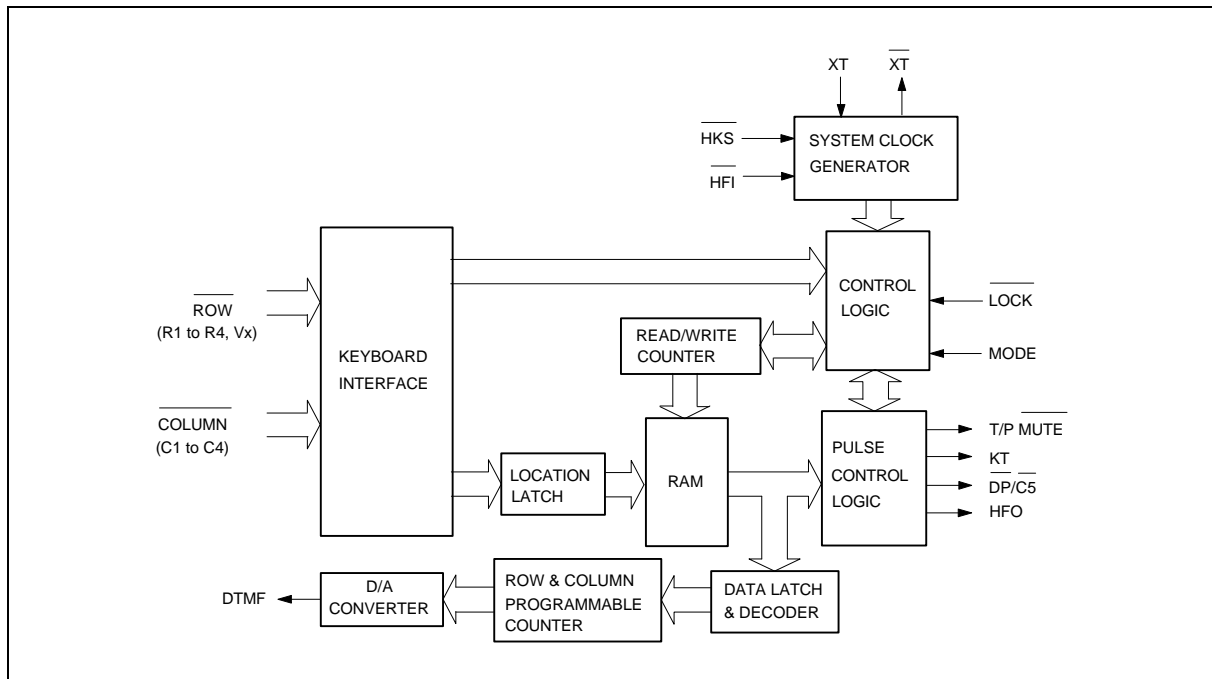 XT
XT
HKS
HFI
SYSTEM CLOCK
GENERATOR
ROW
(R1 to R4, Vx)
COLUMN
(C1 to C4)
KEYBOARD
INTERFACE
CONTROL
LOGIC
LOCK
MODE
READ/WRITE
COUNTER
LOCATION
LATCH
RAM
PULSE
CONTROL
LOGIC
T/P MUTE
KT
DP/C5
HFO
DTMF
D/A
CONVERTER
ROW & COLUMN
PROGRAMMABLE
COUNTER
DATA LATCH
& DECODER